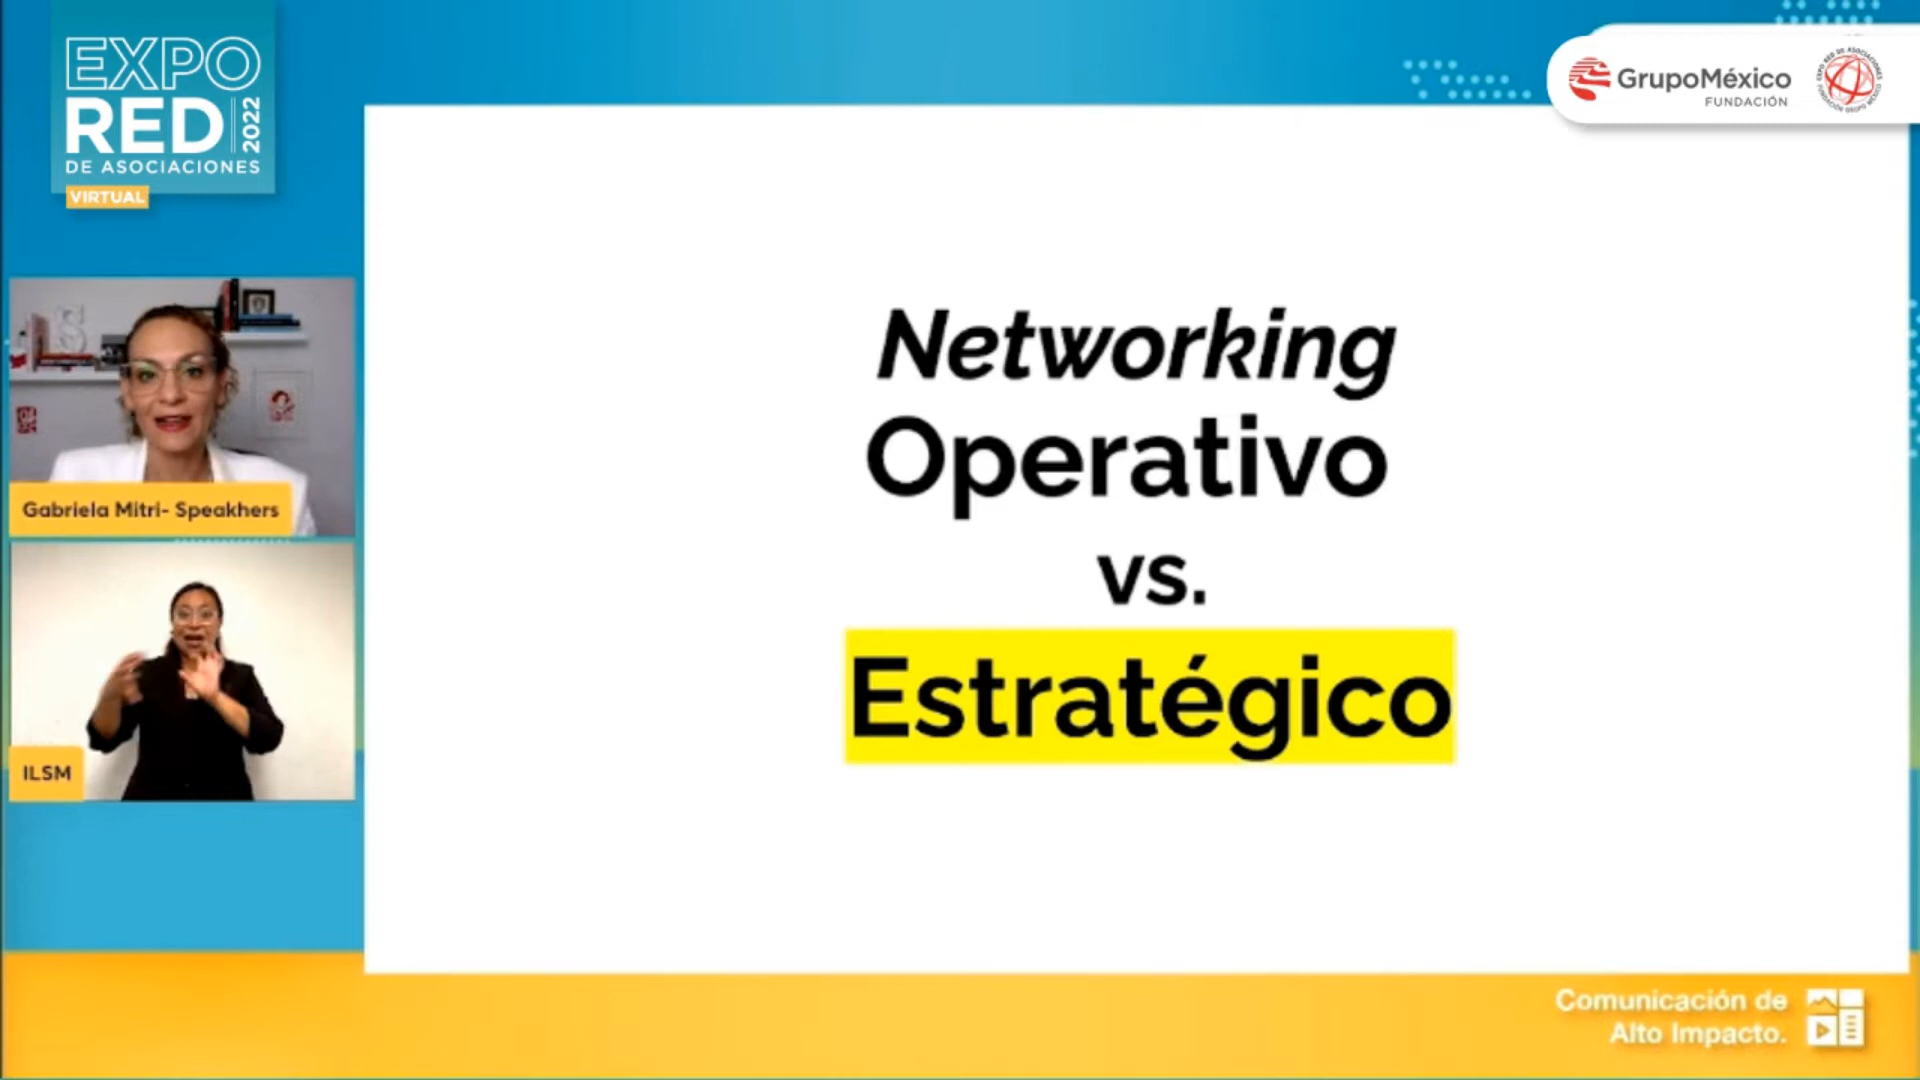 EXPO
RED 2022
DE ASOCIACIONES
VIRTUAL
GrupoMéxico
FUNDACIÓN
Networking
Operativo
vs.
Estratégico
Gabriela Mitri- Speakhers
ILSM
Comunicación de
Alto Impacto.